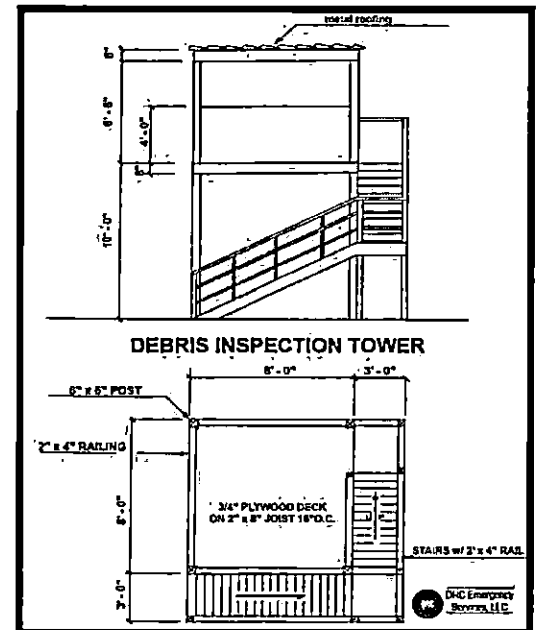 metal roofing
6"
6'-6"
4'-0"
10'-0"
DEBRIS INSPECTION TOWER
8'-0"
3'-0"
6" x 6" POST
2" x 4" RAILING
8'-0"
3/4" PLYWOOD DECK
ON 2" x 8" JOIST 16" O.C.
STAIRS w/ 2" x 4" RAIL
3'-0"
DRC Emergency
Services, LLC